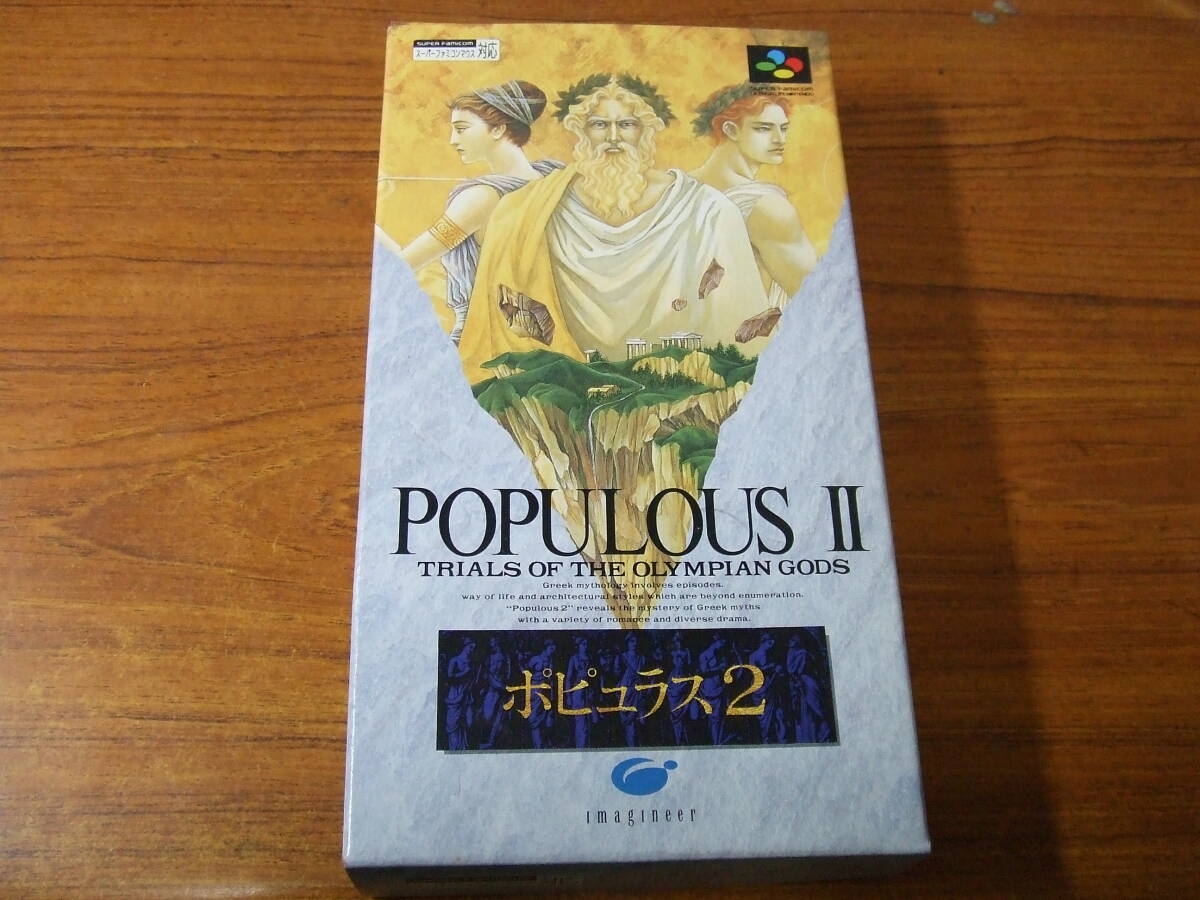 SUPER FAMICOM
スーパーファミコンマウス 対応
SUPER FAMICOM
POPULOUS II
TRIALS OF THE OLYMPIAN GODS
Greek mythology involves episodes.
way of life and architectural styles which are beyond enumeration.
"Populous 2" reveals the mystery of Greek myths
with a variety of romance and diverse drama.
ポピュラス2
imagineer